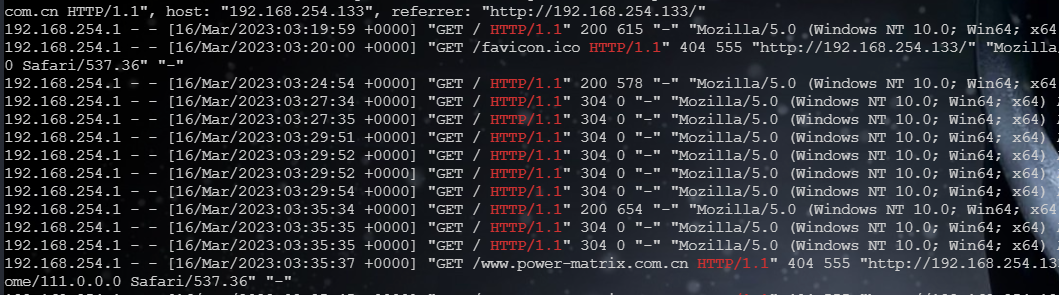 com.cn HTTP/1.1", host: "192.168.254.133", referrer: "http://192.168.254.133/"
192.168.254.1 - - [16/Mar/2023:03:19:59 +0000] "GET / HTTP/1.1" 200 615 "-" "Mozilla/5.0 (Windows NT 10.0; Win64; x64
192.168.254.1 - - [16/Mar/2023:03:20:00 +0000] "GET /favicon.ico HTTP/1.1" 404 555 "http://192.168.254.133/" "Mozilla
0 Safari/537.36" "-"
192.168.254.1 - - [16/Mar/2023:03:24:54 +0000] "GET / HTTP/1.1" 200 578 "-" "Mozilla/5.0 (Windows NT 10.0; Win64; x64
192.168.254.1 - - [16/Mar/2023:03:27:34 +0000] "GET / HTTP/1.1" 304 0 "-" "Mozilla/5.0 (Windows NT 10.0; Win64; x64)
192.168.254.1 - - [16/Mar/2023:03:27:35 +0000] "GET / HTTP/1.1" 304 0 "-" "Mozilla/5.0 (Windows NT 10.0; Win64; x64)
192.168.254.1 - - [16/Mar/2023:03:29:51 +0000] "GET / HTTP/1.1" 304 0 "-" "Mozilla/5.0 (Windows NT 10.0; Win64; x64)
192.168.254.1 - - [16/Mar/2023:03:29:52 +0000] "GET / HTTP/1.1" 304 0 "-" "Mozilla/5.0 (Windows NT 10.0; Win64; x64)
192.168.254.1 - - [16/Mar/2023:03:29:52 +0000] "GET / HTTP/1.1" 304 0 "-" "Mozilla/5.0 (Windows NT 10.0; Win64; x64)
192.168.254.1 - - [16/Mar/2023:03:29:54 +0000] "GET / HTTP/1.1" 304 0 "-" "Mozilla/5.0 (Windows NT 10.0; Win64; x64)
192.168.254.1 - - [16/Mar/2023:03:35:34 +0000] "GET / HTTP/1.1" 200 654 "-" "Mozilla/5.0 (Windows NT 10.0; Win64; x64
192.168.254.1 - - [16/Mar/2023:03:35:35 +0000] "GET / HTTP/1.1" 304 0 "-" "Mozilla/5.0 (Windows NT 10.0; Win64; x64)
192.168.254.1 - - [16/Mar/2023:03:35:35 +0000] "GET / HTTP/1.1" 304 0 "-" "Mozilla/5.0 (Windows NT 10.0; Win64; x64)
192.168.254.1 - - [16/Mar/2023:03:35:37 +0000] "GET /www.power-matrix.com.cn HTTP/1.1" 404 555 "http://192.168.254.13
ome/111.0.0.0 Safari/537.36" "-"